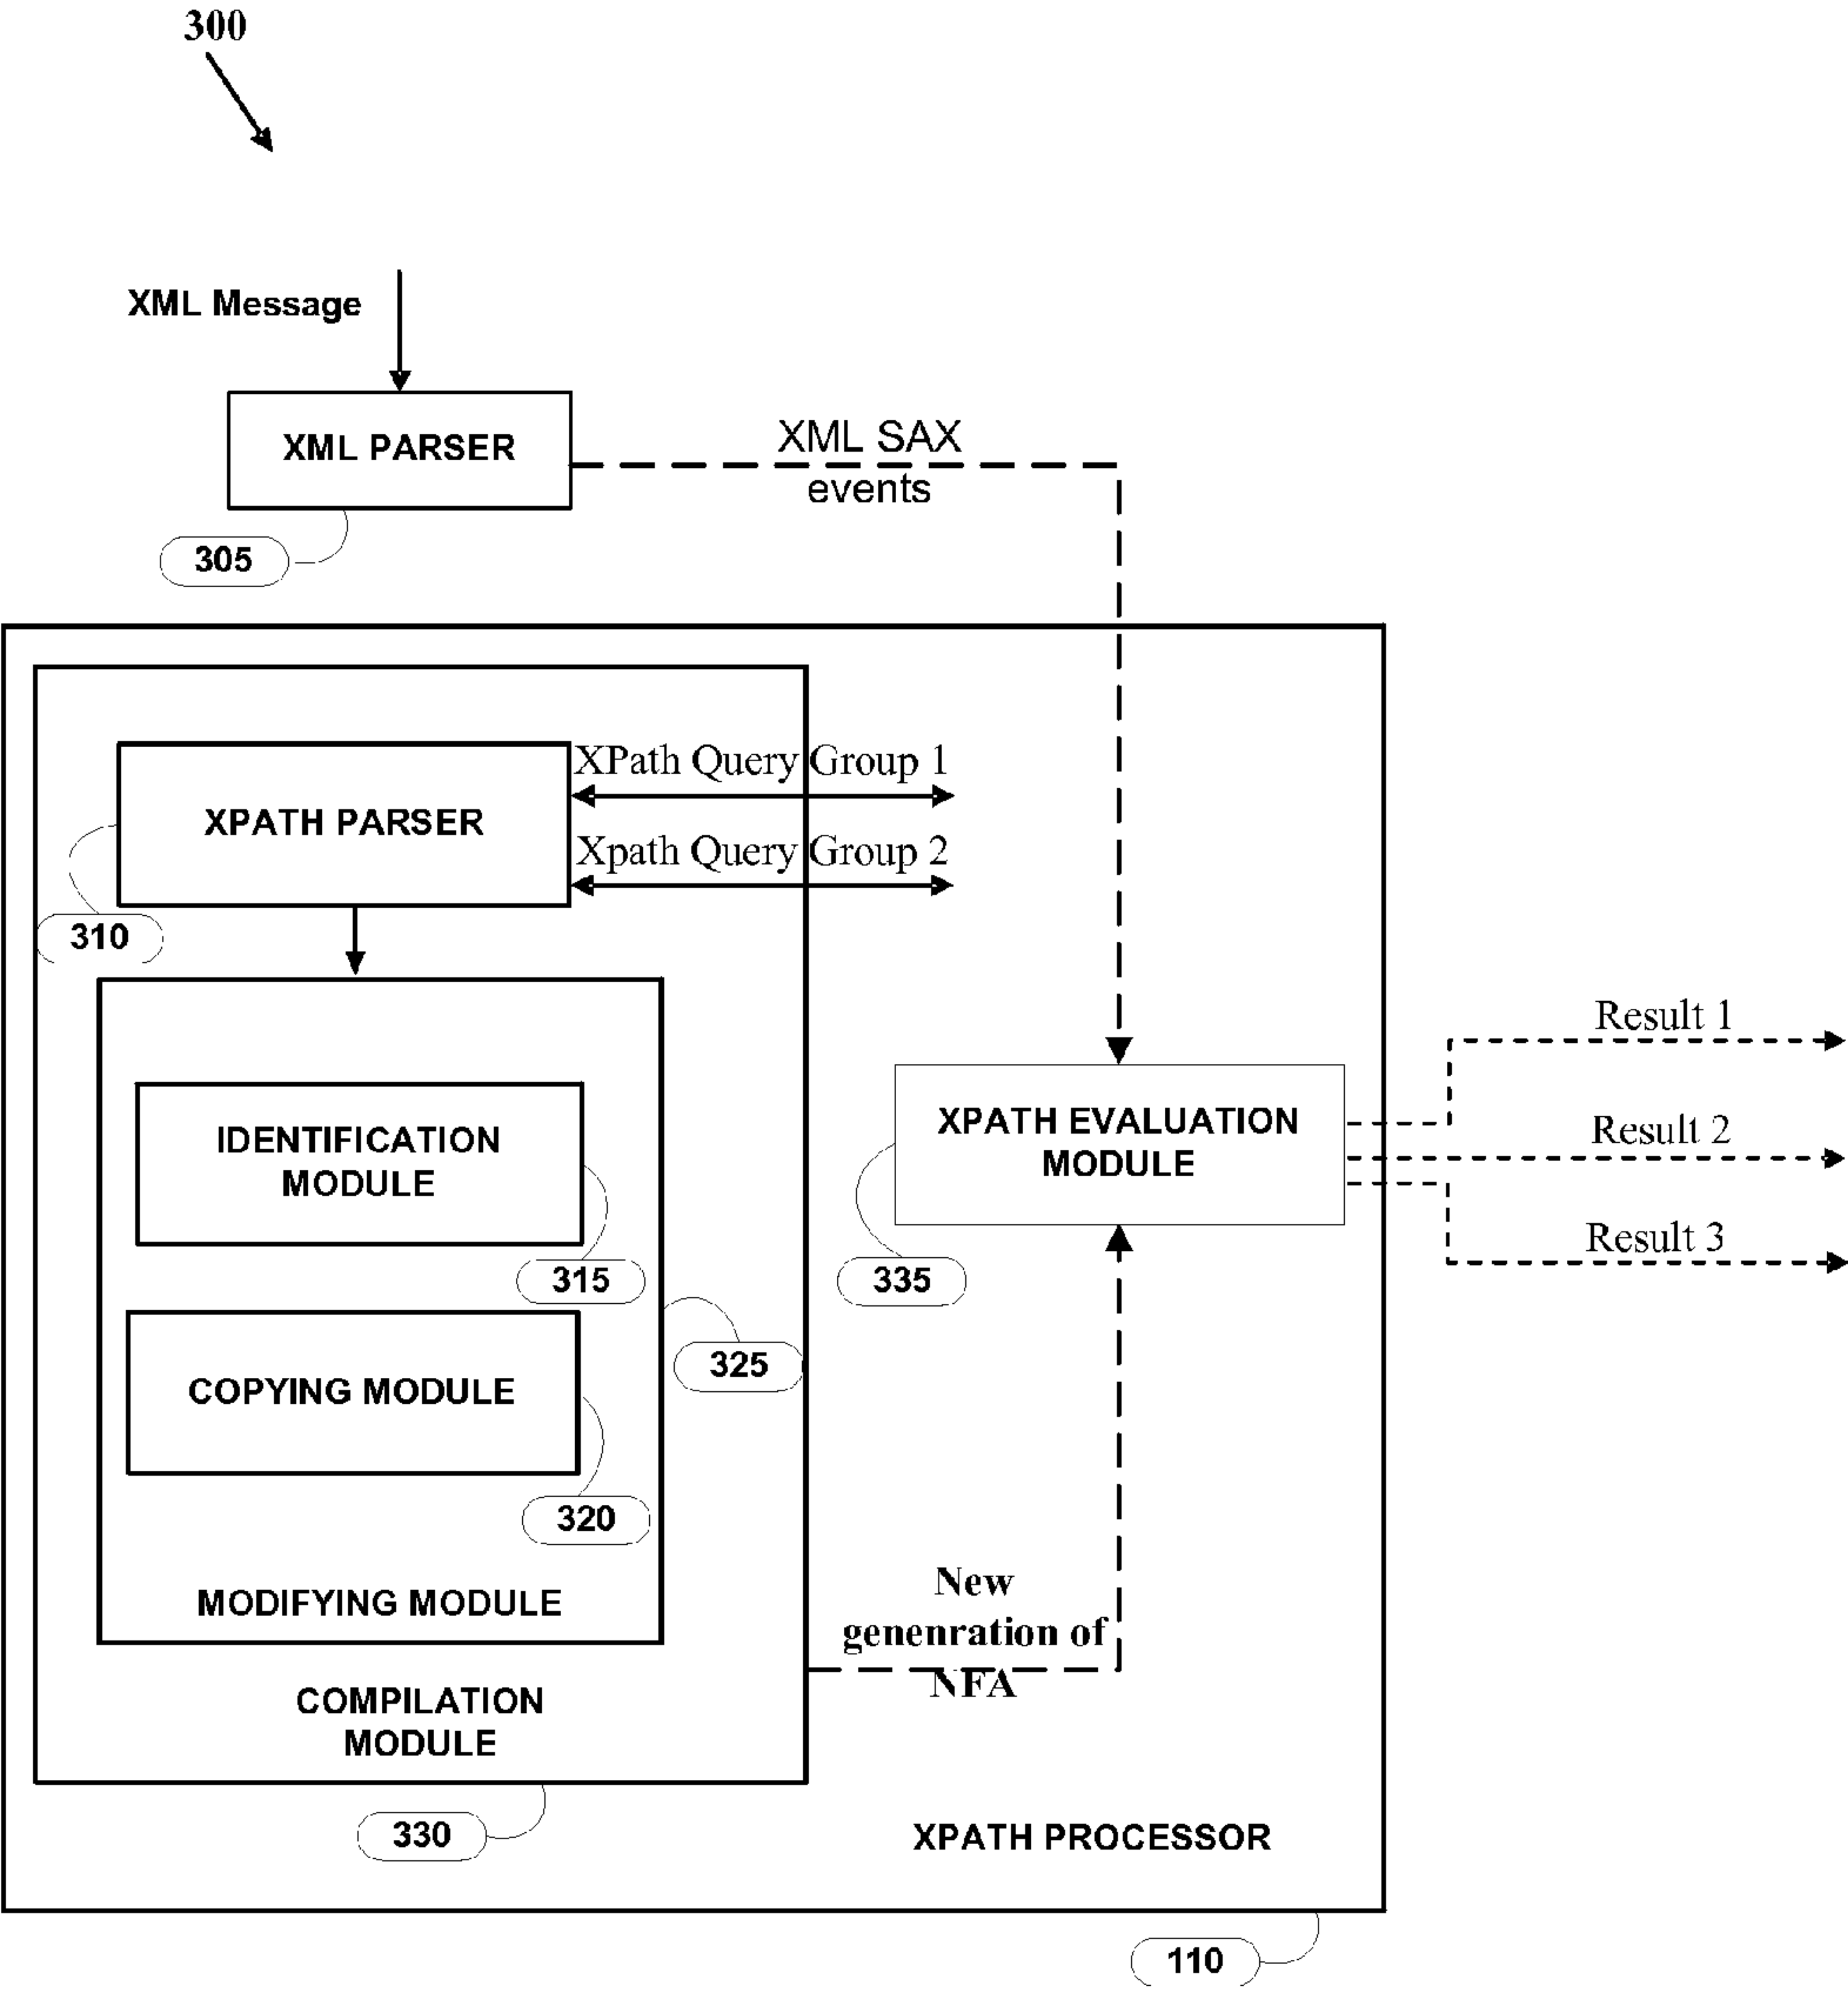 300
XML Message
XML PARSER
XML SAX
events
305
XPath Query Group 1
XPATH PARSER
Xpath Query Group 2
310
Result 1
XPATH EVALUATION
MODULE
Result 2
IDENTIFICATION
MODULE
Result 3
315
335
325
COPYING MODULE
320
New
genenration of
NFA
MODIFYING MODULE
COMPILATION
MODULE
330
XPATH PROCESSOR
110